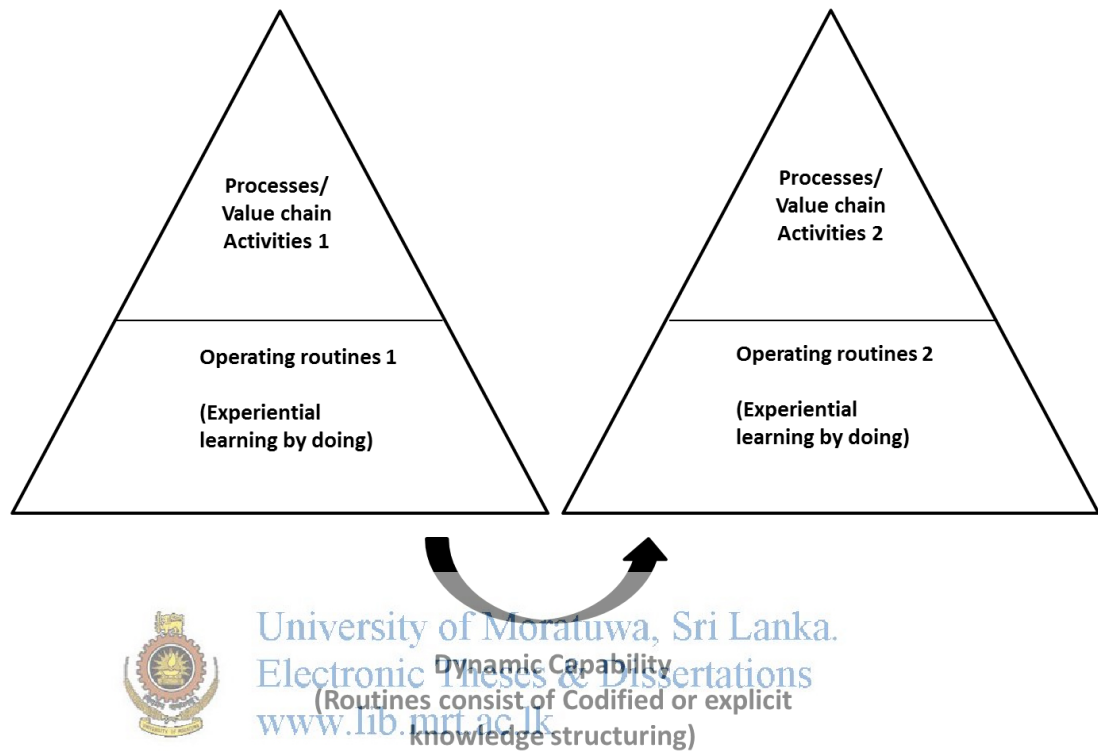 Processes/
Value chain
Activities 1
Operating routines 1
(Experiential
learning by doing)
Processes/
Value chain
Activities 2
Operating routines 2
(Experiential
learning by doing)
University of Moratuwa, Sri Lanka.
Electronic Theses & Dissertations
www.lib.mrt.ac.lk
Dynamic Capability
(Routines consist of Codified or explicit
knowledge structuring)